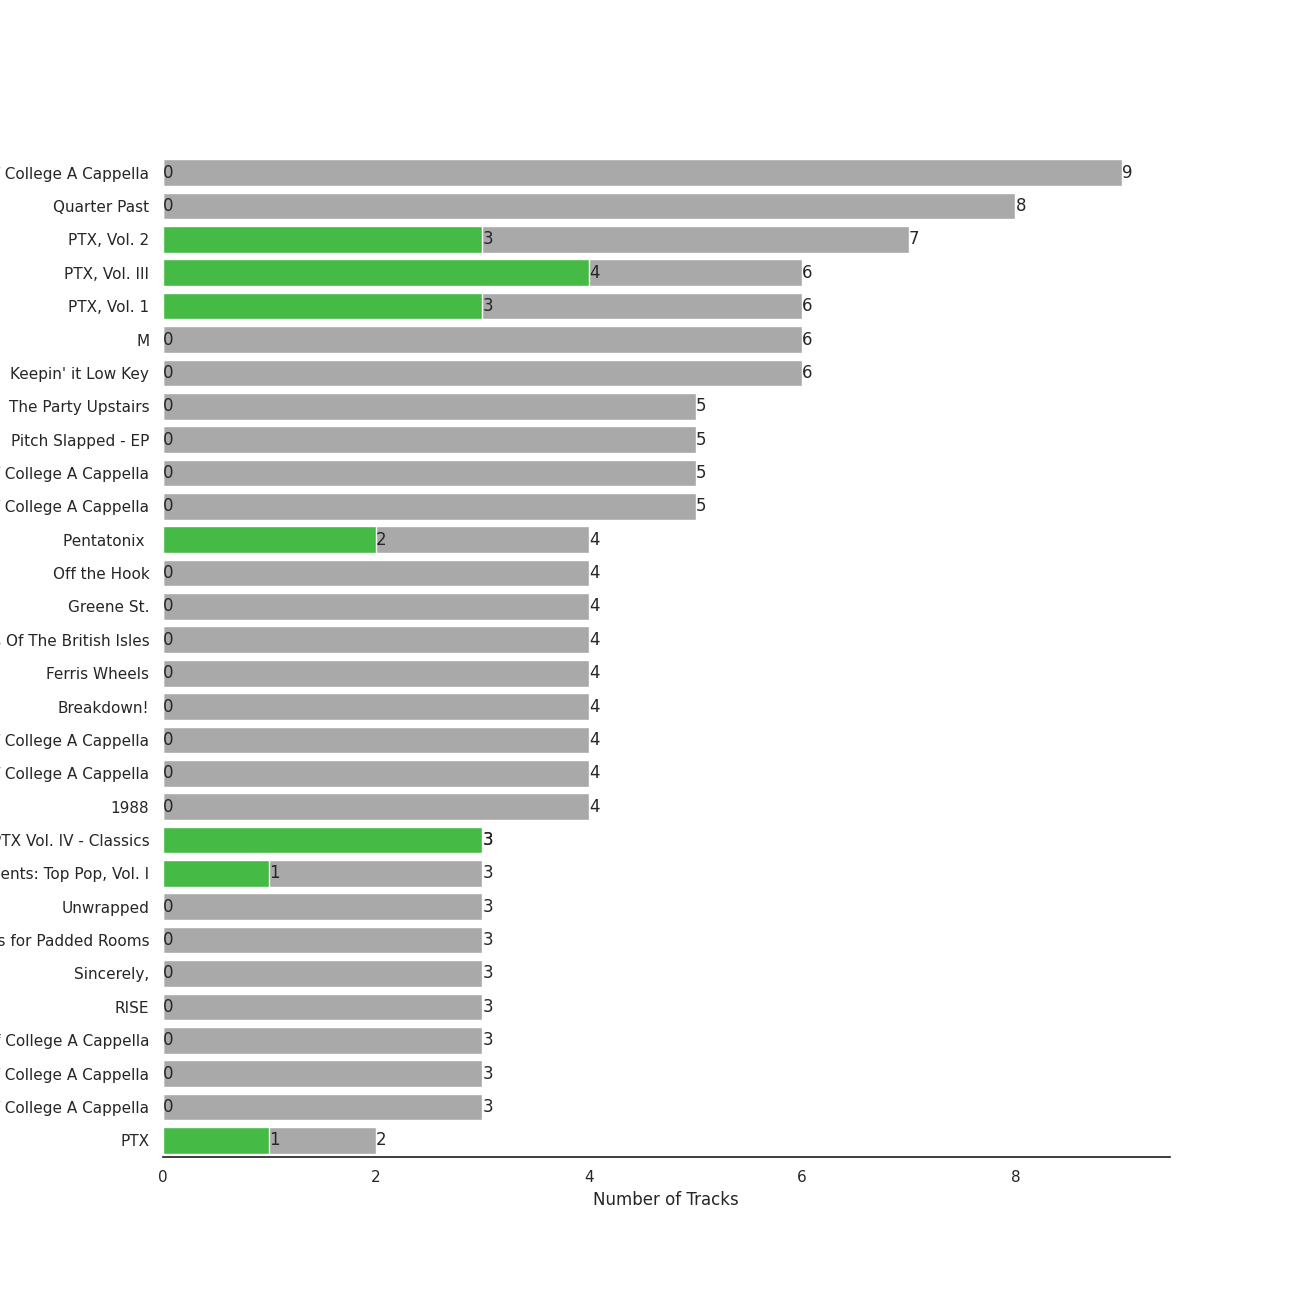 College A Cappella 0 9
Quarter Past 0 8
PTX, Vol. 2 3 7
PTX, Vol. III 4 6
PTX, Vol. 1 3 6
M 0 6
Keepin' it Low Key 0 6
The Party Upstairs 0 5
Pitch Slapped - EP 0 5
College A Cappella 0 5
College A Cappella 0 5
Pentatonix 2 4
Off the Hook 0 4
Greene St. 0 4
Of The British Isles 0 4
Ferris Wheels 0 4
Breakdown! 0 4
College A Cappella 0 4
College A Cappella 0 4
1988 0 4
PTX Vol. IV - Classics 3 3
ents: Top Pop, Vol. I 1 3
Unwrapped 0 3
s for Padded Rooms 0 3
Sincerely, 0 3
RISE 0 3
College A Cappella 0 3
College A Cappella 0 3
College A Cappella 0 3
PTX 1 2
0 2 4 6 8
Number of Tracks